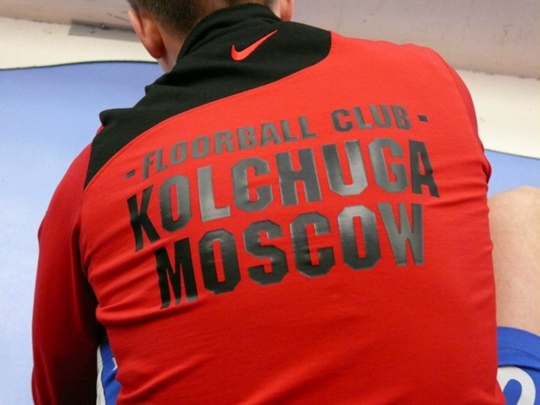 - FLOORBALL CLUB -
KOLCHUGA
MOSCOW